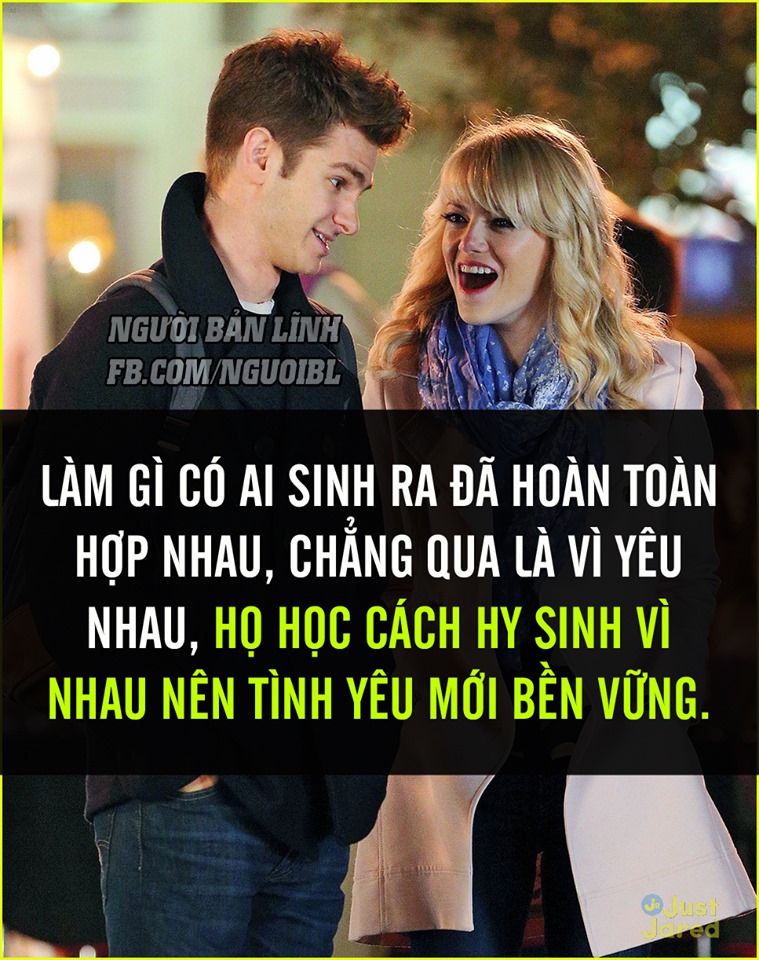 NGƯỜI BẢN LĨNH
FB.COM/NGUOIBL
LÀM GÌ CÓ AI SINH RA ĐÃ HOÀN TOÀN
HỢP NHAU, CHẲNG QUA LÀ VÌ YÊU
NHAU, HỌ HỌC CÁCH HY SINH VÌ
NHAU NÊN TÌNH YÊU MỚI BỀN VỮNG.
JJ Just
Jared